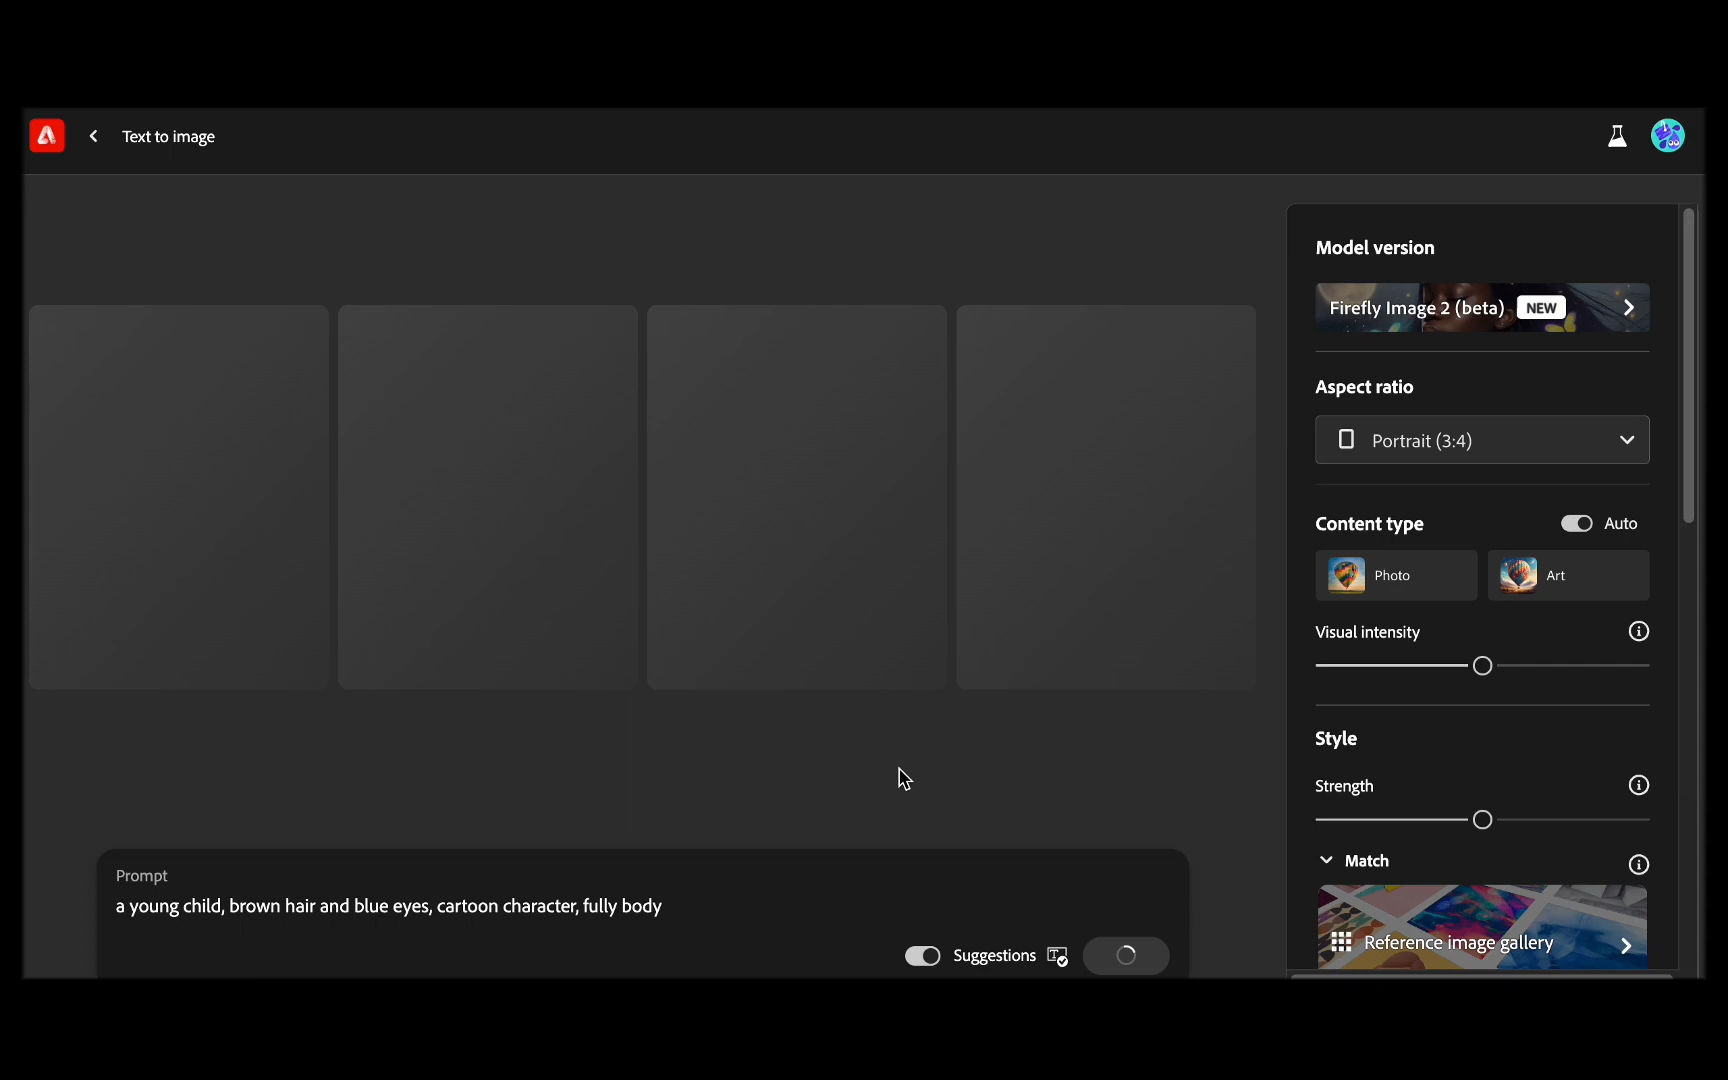 Text to image
Model version
Firefly Image 2 (beta) NEW
Aspect ratio
Portrait (3:4)
Content type Auto
Photo Art
Visual intensity
Style
Strength
Match
Reference image gallery
Prompt
a young child, brown hair and blue eyes, cartoon character, fully body
Suggestions